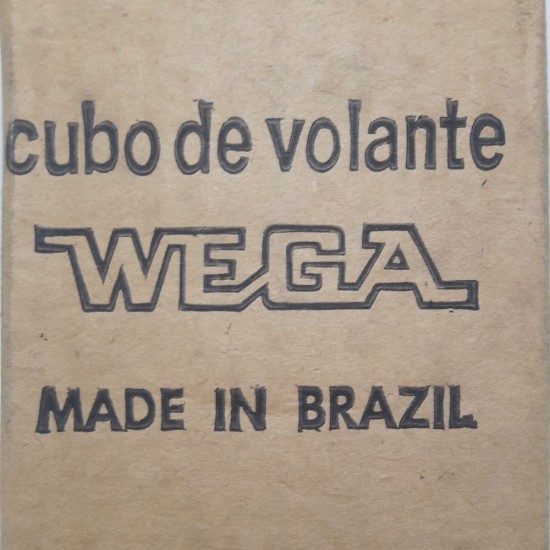 cubo de volante
WEGA
MADE IN BRAZIL